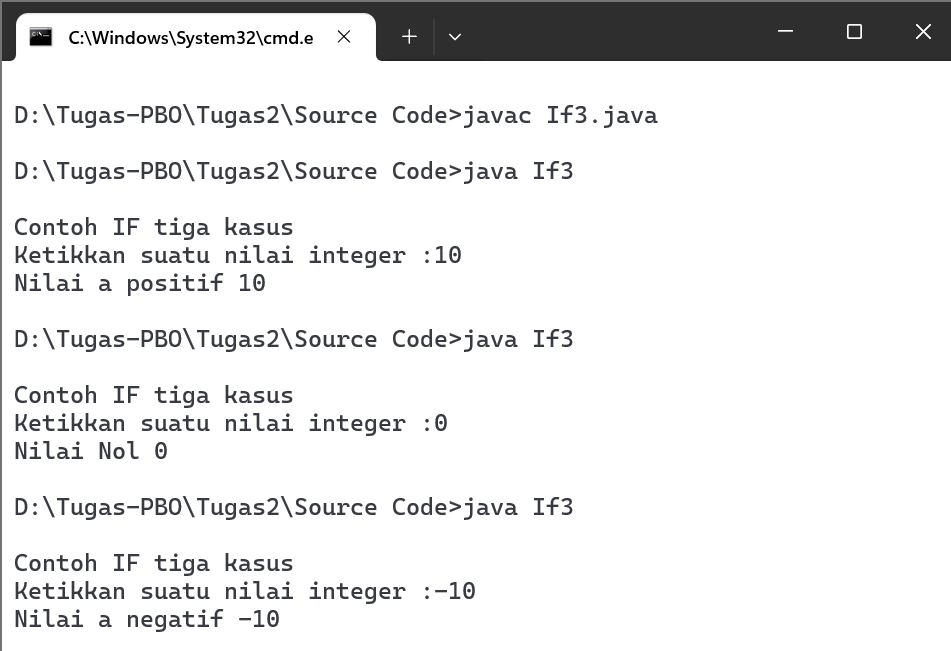 C:\Windows\System32\cmd.e
D:\Tugas-PBO\Tugas2\Source Code>javac If3.java
D:\Tugas-PBO\Tugas2\Source Code>java If3
Contoh IF tiga kasus
Ketikkan suatu nilai integer :10
Nilai a positif 10
D:\Tugas-PBO\Tugas2\Source Code>java If3
Contoh IF tiga kasus
Ketikkan suatu nilai integer :0
Nilai Nol 0
D:\Tugas-PBO\Tugas2\Source Code>java If3
Contoh IF tiga kasus
Ketikkan suatu nilai integer :-10
Nilai a negatif -10